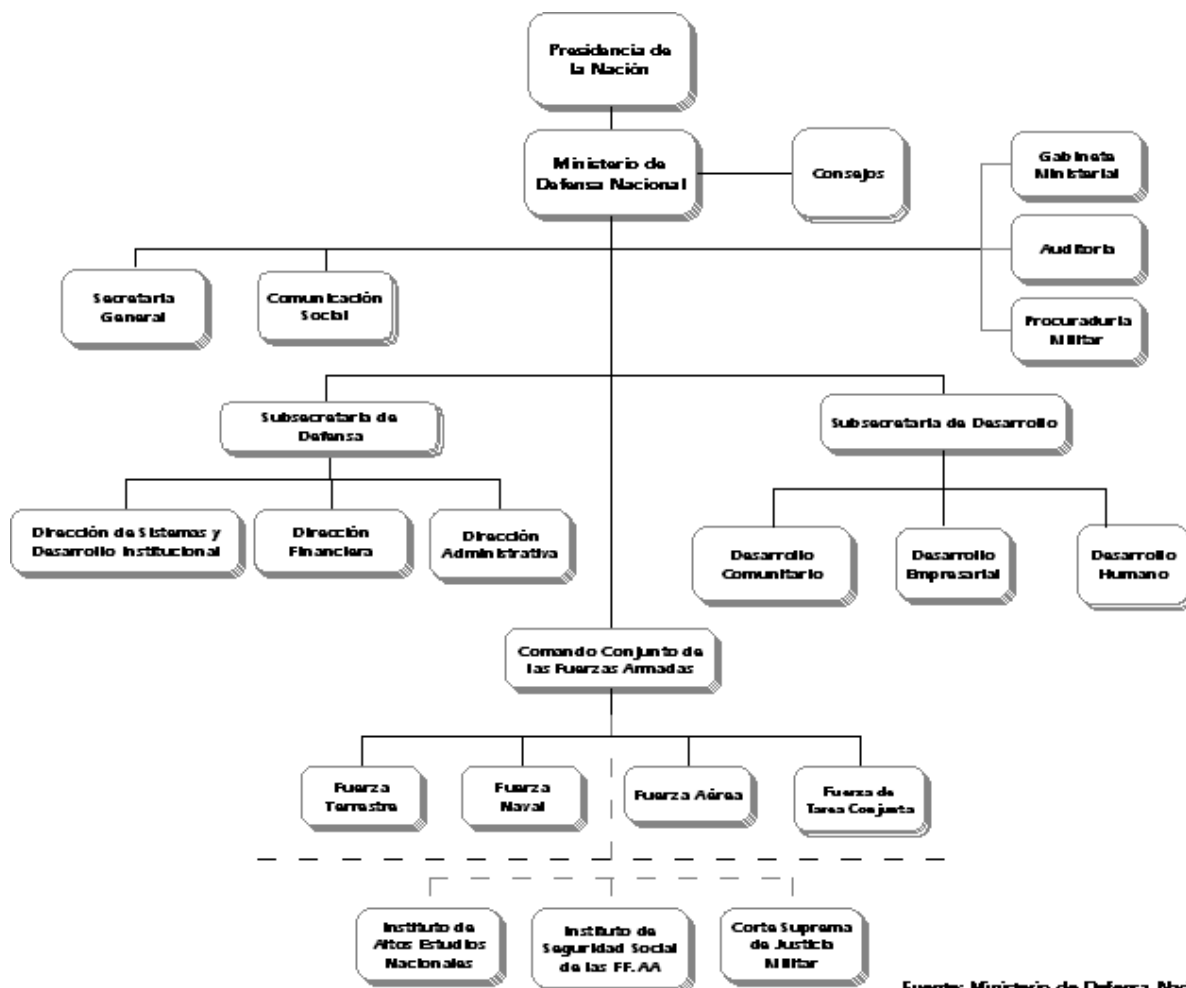 Presidencia de
la Nación
Ministerio de
Defensa Nacional
Consejos
Gabinete
Ministerial
Auditoría
Procuraduría
Militar
Secretaría
General
Comunicación
Social
Subsecretaría de
Defensa
Subsecretaría de Desarrollo
Dirección de Sistemas y
Desarrollo Institucional
Dirección
Financiera
Dirección
Administrativa
Desarrollo
Comunitario
Desarrollo
Empresarial
Desarrollo
Humano
Comando Conjunto de
las Fuerzas Armadas
Fuerza
Terrestre
Fuerza
Naval
Fuerza Aérea
Fuerza de
Tarea Conjunta
Instituto de
Altos Estudios
Nacionales
Instituto de
Seguridad Social
de las FF.AA
Corte Suprema
de Justicia
Militar
Fuente: Ministerio de Defensa Nac